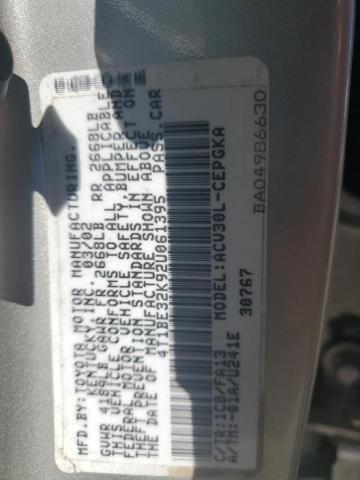 MFD.BY: TOYOTA MOTOR MANUFACTURING,
KENTUCKY, INC. 03/02
GVWR 4189LB GAWR FR 2668LB RR 2668LB
THIS VEHICLE CONFORMS TO ALL APPLICABLE
FEDERAL MOTOR VEHICLE SAFETY, BUMPER AND
THEFT PREVENTION STANDARDS IN EFFECT ON
THE DATE OF MANUFACTURE SHOWN ABOVE.
4T1BE32K92U061395 PASS.CAR
C/TR:1CB/FA13 MODEL:ACV30L-CEPGKA
A/TM:-01A/U241E 30767
BA04986630